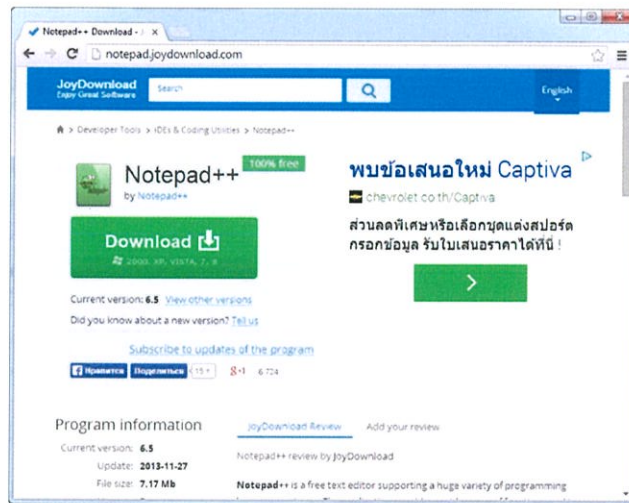 Notepad++ Download - J
notepad.joydownload.com
JoyDownload
Enjoy Great Software
Search
English
Developer Tools > IDEs & Coding Utilities > Notepad++
Notepad++
100% free
by Notepad++
Download
2000, XP, VISTA, 7, 8
Current version: 6.5 View other versions
Did you know about a new version? Tell us
Subscribe to updates of the program
Нравится Поделиться 15
g+1 6 724
พบข้อเสนอใหม่ Captiva
chevrolet.co.th/Captiva
ส่วนลดพิเศษหรือเลือกชุดแต่งสปอร์ต
กรอกข้อมูล รับใบเสนอราคาได้ที่นี่ !
Program information
Current version: 6.5
Update: 2013-11-27
File size: 7.17 Mb
JoyDownload Review
Add your review
Notepad++ review by JoyDownload
Notepad++ is a free text editor supporting a huge variety of programming